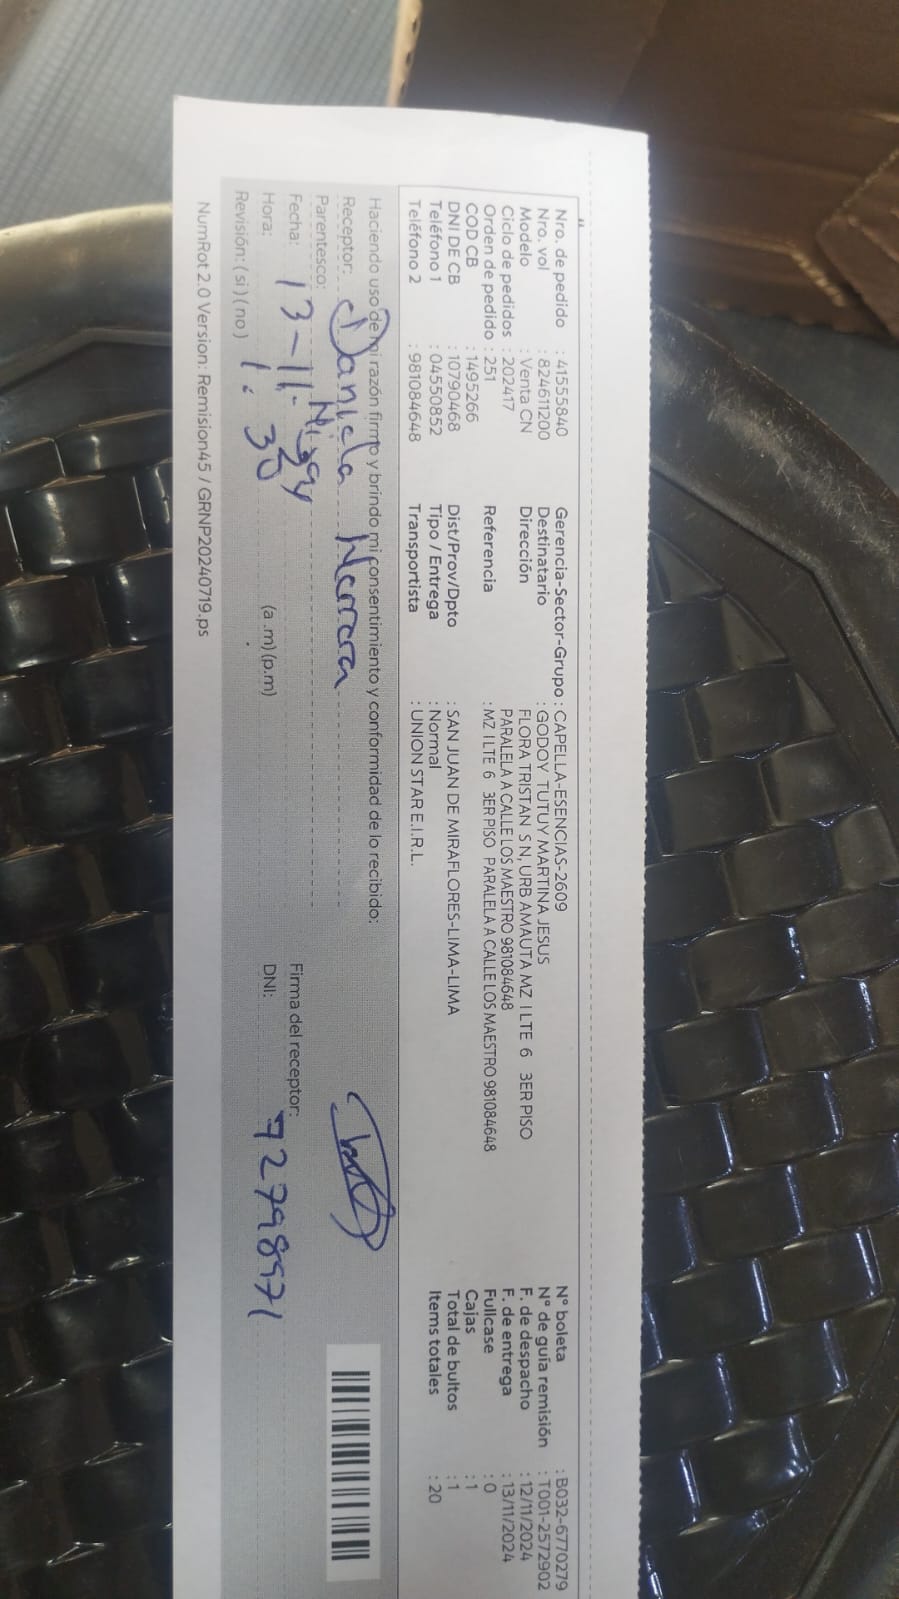 Nro. de pedido : 41555840 Gerencia-Sector-Grupo : CAPELLA-ESENCIAS-2609 N° boleta : B032-6770279
Nro. vol : 824611200 Destinatario : GODOY TUTUY MARTINA JESUS N° de guía remisión : T001-2572902
Modelo : Venta CN Dirección FLORA TRISTAN S N, URB AMAUTA MZ I LTE 6 3ER PISO F. de despacho : 12/11/2024
Ciclo de pedidos : 202417 PARALELA A CALLE LOS MAESTRO 981084648 F. de entrega : 13/11/2024
Orden de pedido : 251 Referencia : MZ I LTE 6 3ER PISO PARALELA A CALLE LOS MAESTRO 981084648 Fullcase : 0
COD CB : 1495266 Cajas : 1
DNI DE CB : 10790468 Dist/Prov/Dpto : SAN JUAN DE MIRAFLORES-LIMA-LIMA Total de bultos : 1
Teléfono 1 : 04550852 Tipo / Entrega : Normal Items totales : 20
Teléfono 2 : 981084648 Transportista : UNION STAR E.I.R.L.
Haciendo uso de mi razón firmo y brindo mi consentimiento y conformidad de lo recibido:
Receptor: Daniela Herrera
Parentesco:
Fecha: 13-11- Firma del receptor:
Hora: 1:30 (a.m) (p.m) DNI: 72798971
Revisión: ( si ) ( no )
NumRot 2.0 Version: Remision45 / GRNP20240719.ps